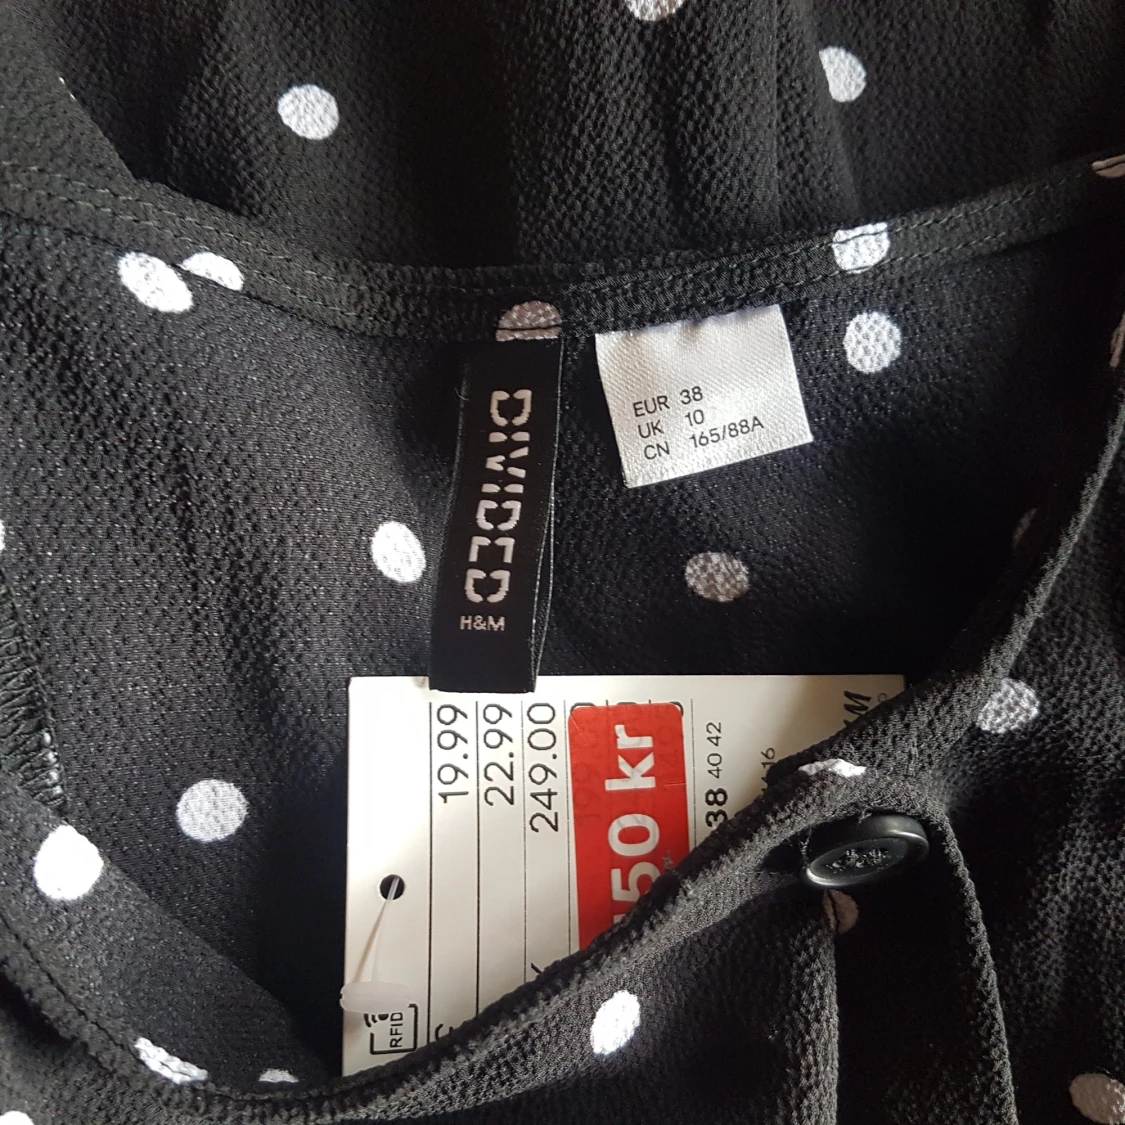 DIVIDED
H&M
EUR 38
UK 10
CN 165/88A
19.99
22.99
249.00
50 kr
38 40 42
16
RFID